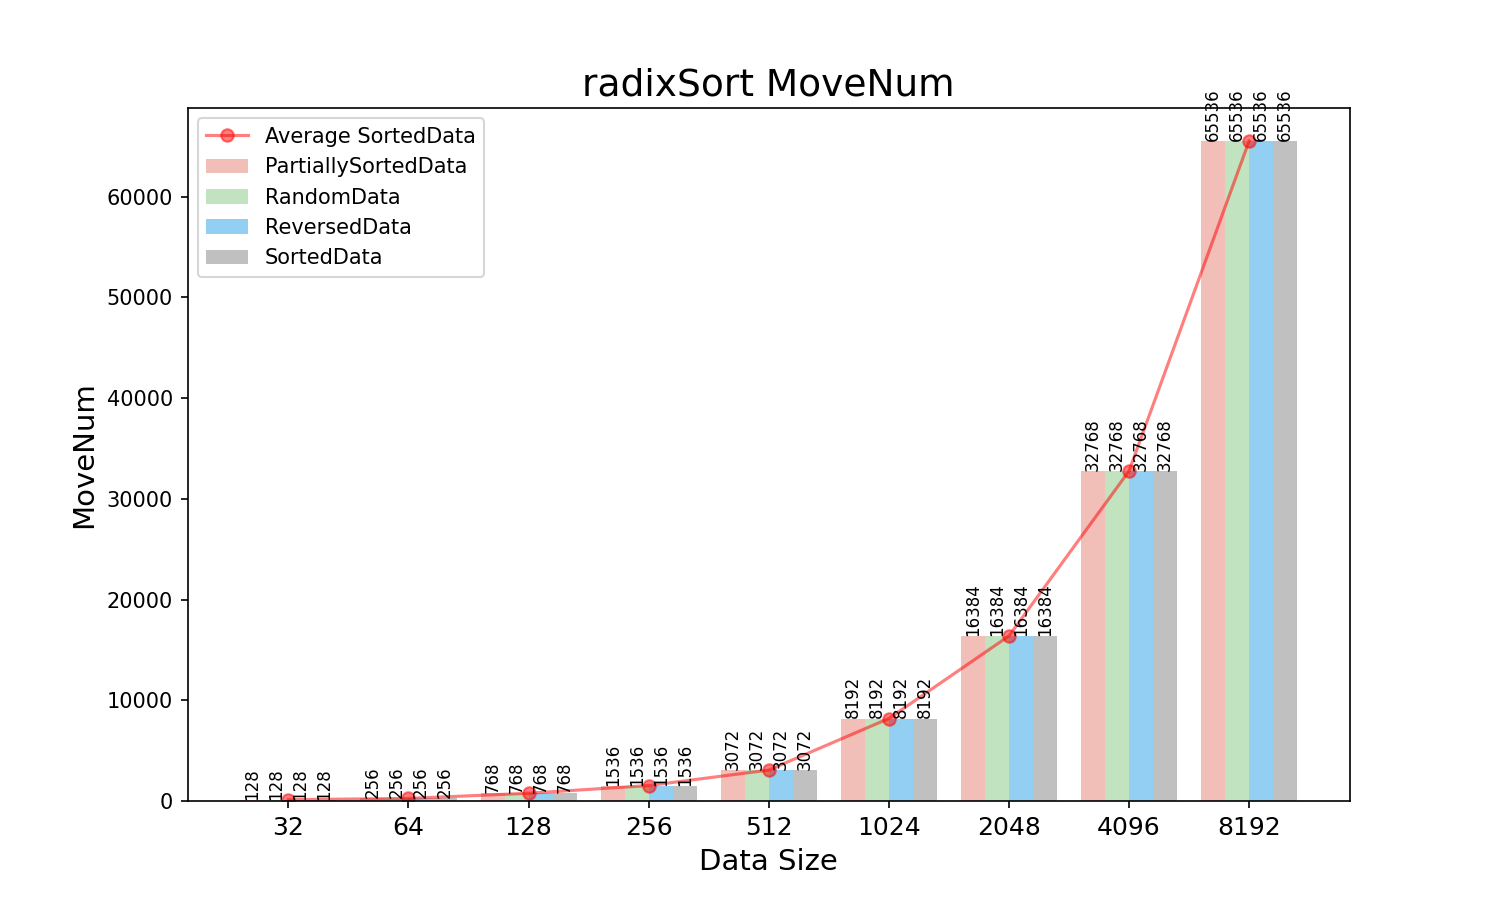 radixSort MoveNum
Average SortedData
PartiallySortedData
RandomData
ReversedData
SortedData
MoveNum
60000
50000
40000
30000
20000
10000
0
128 128 128 128
256 256 256 256
768 768 768 768
1536 1536 1536 1536
3072 3072 3072 3072
8192 8192 8192 8192
16384 16384 16384 16384
32768 32768 32768 32768
65536 65536 65536 65536
32 64 128 256 512 1024 2048 4096 8192
Data Size